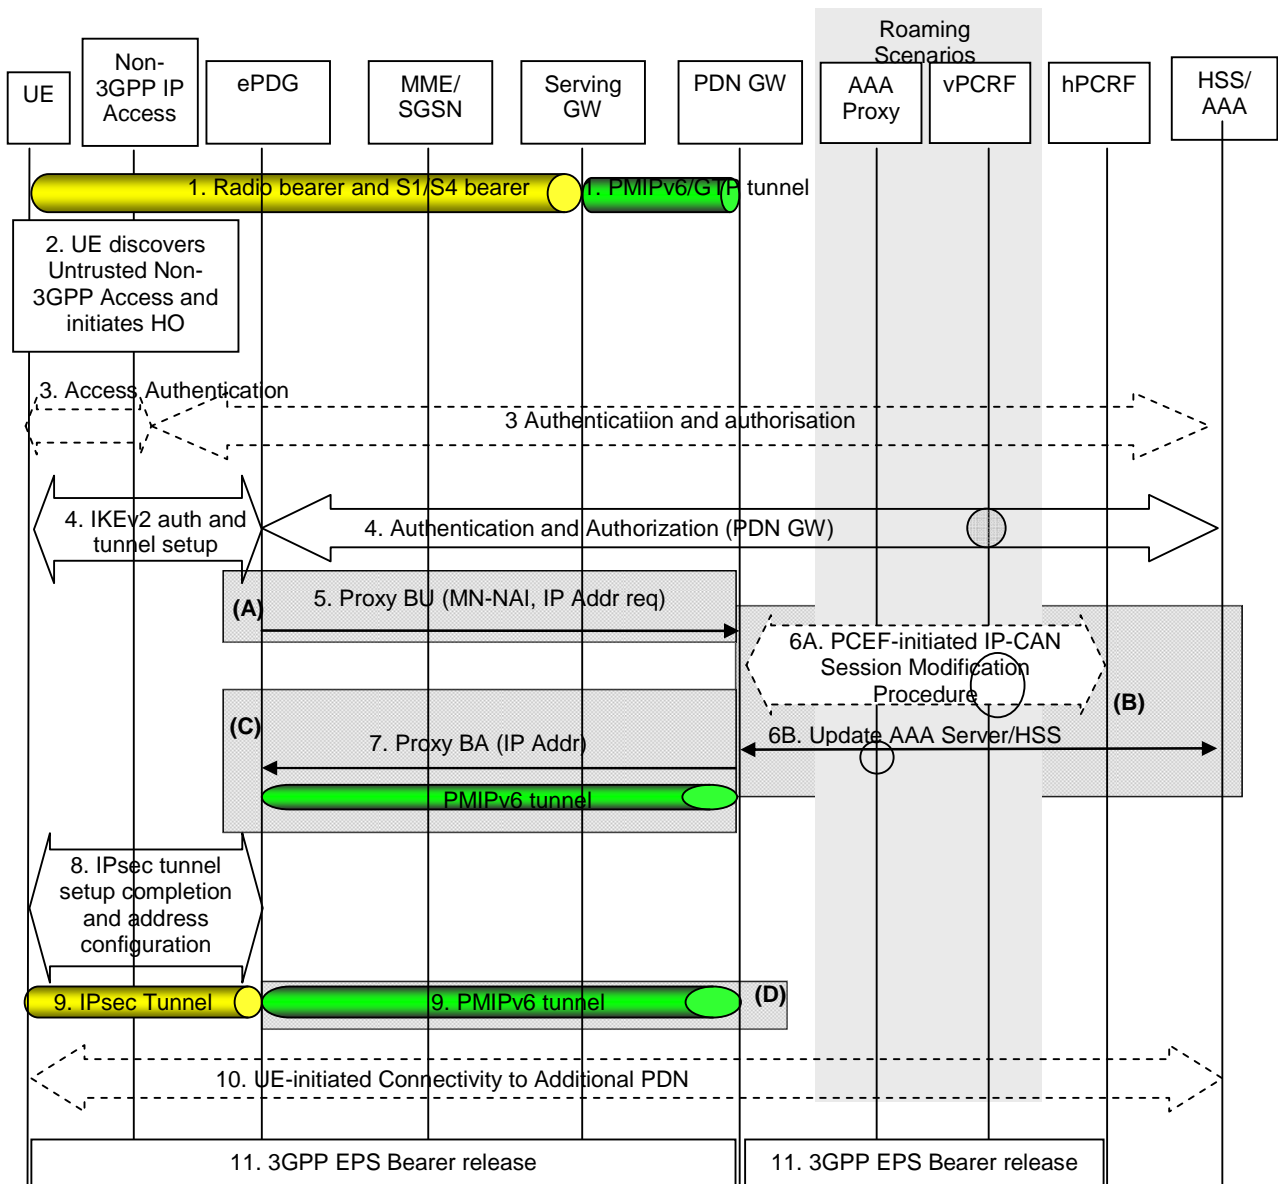 Roaming
Scenarios
UE
Non-
3GPP IP
Access
ePDG
MME/
SGSN
Serving
GW
PDN GW
AAA
Proxy
vPCRF
hPCRF
HSS/
AAA
1. Radio bearer and S1/S4 bearer
1. PMIPv6/GTP tunnel
2. UE discovers
Untrusted Non-
3GPP Access and
initiates HO
3. Access Authentication
3 Authenticatiion and authorisation
4. IKEv2 auth and
tunnel setup
4. Authentication and Authorization (PDN GW)
(A)
5. Proxy BU (MN-NAI, IP Addr req)
6A. PCEF-initiated IP-CAN
Session Modification
Procedure
(B)
(C)
6B. Update AAA Server/HSS
7. Proxy BA (IP Addr)
PMIPv6 tunnel
8. IPsec tunnel
setup completion
and address
configuration
9. IPsec Tunnel
9. PMIPv6 tunnel
(D)
10. UE-initiated Connectivity to Additional PDN
11. 3GPP EPS Bearer release
11. 3GPP EPS Bearer release